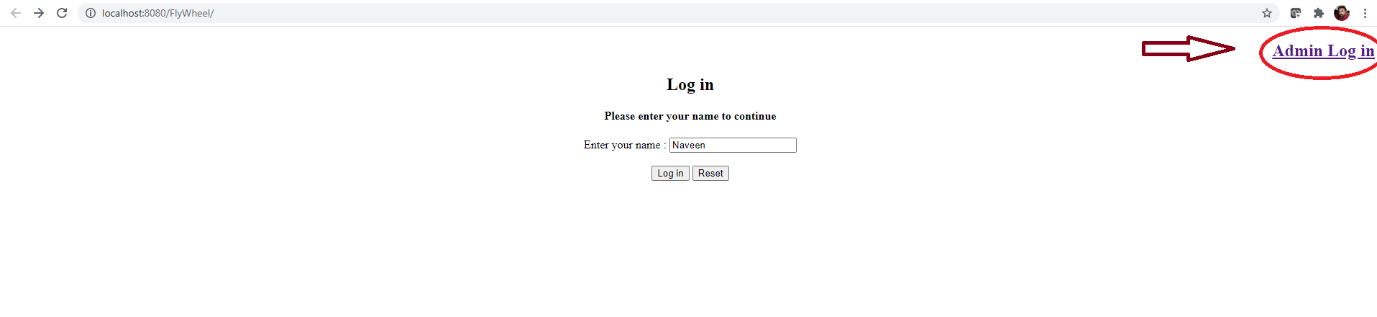 localhost:8080/FlyWheel/
Admin Log in
Log in
Please enter your name to continue
Enter your name : Naveen
Log in Reset